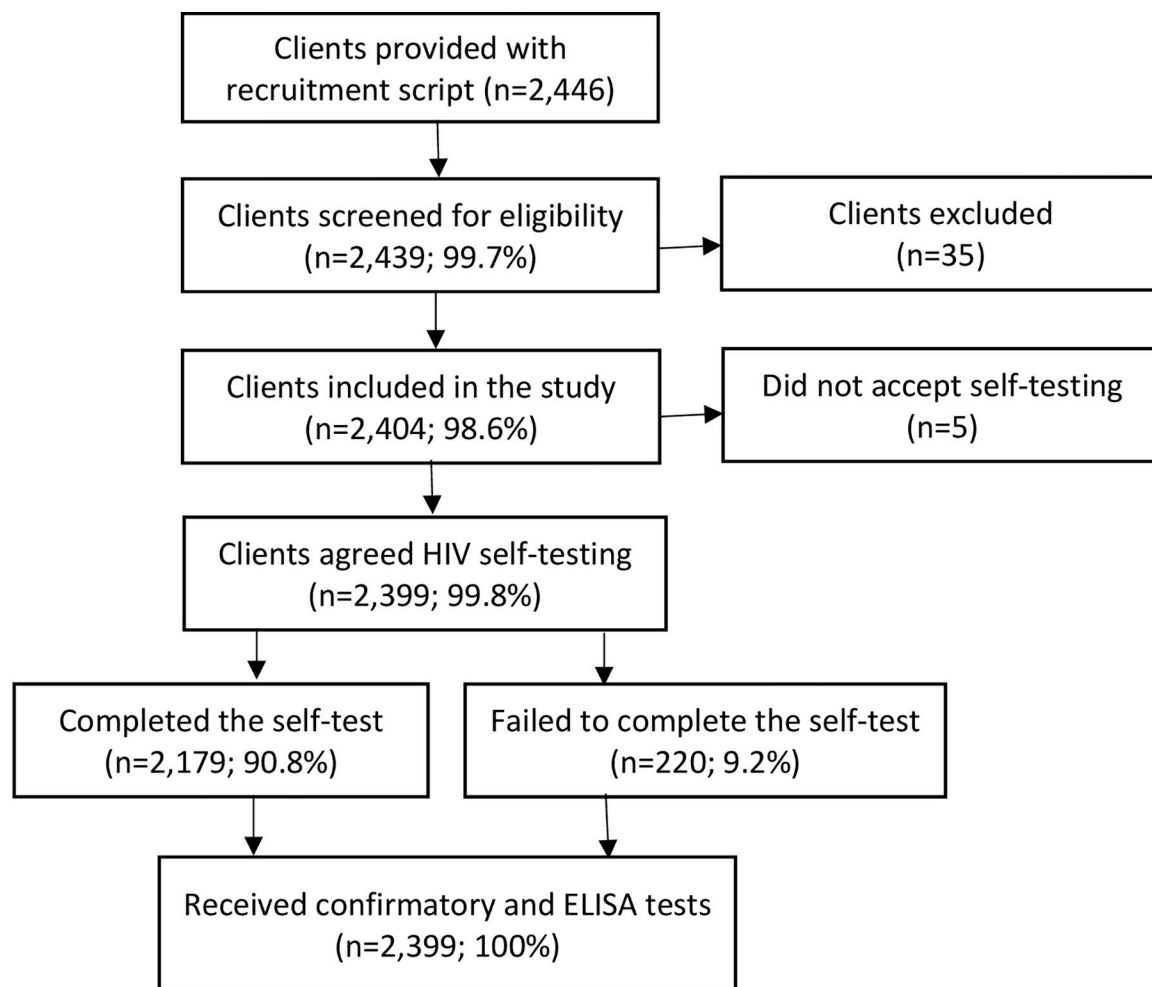 Clients provided with
recruitment script (n=2,446)
Clients screened for eligibility
(n=2,439; 99.7%)
Clients excluded
(n=35)
Clients included in the study
(n=2,404; 98.6%)
Did not accept self-testing
(n=5)
Clients agreed HIV self-testing
(n=2,399; 99.8%)
Completed the self-test
(n=2,179; 90.8%)
Failed to complete the self-test
(n=220; 9.2%)
Received confirmatory and ELISA tests
(n=2,399; 100%)